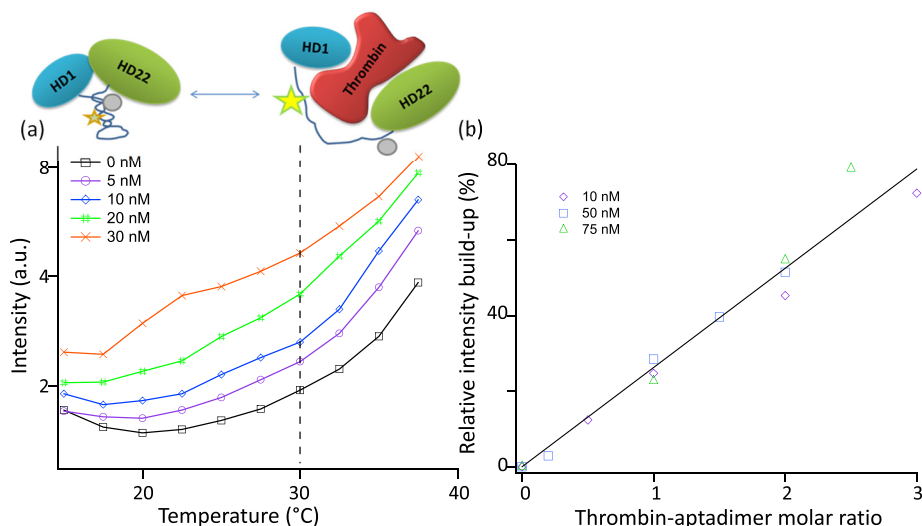 HD1
HD22
HD1
Thrombin
HD22
(a)
(b)
0 nM
5 nM
10 nM
20 nM
30 nM
8
4
2
Intensity (a.u.)
20
30
40
Temperature (°C)
10 nM
50 nM
75 nM
80
40
0
Relative intensity build-up (%)
0
1
2
3
Thrombin-aptadimer molar ratio